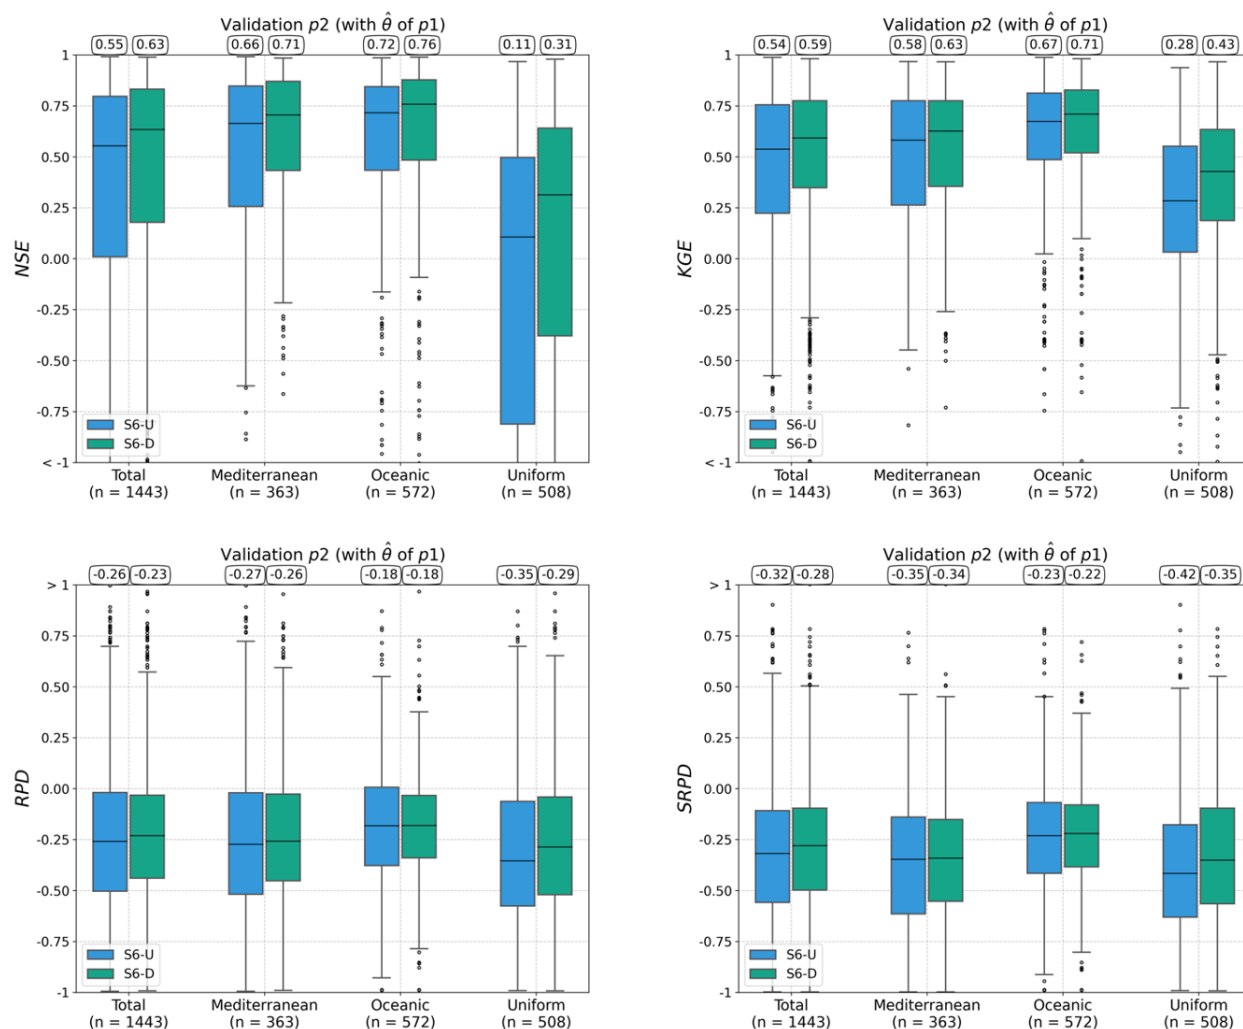 Validation p2 (with θ̂ of p1)
0.55 0.63 0.66 0.71 0.72 0.76 0.11 0.31
1
0.75
0.50
0.25
0.00
-0.25
-0.50
-0.75
< -1
NSE
S6-U
S6-D
Total Mediterranean Oceanic Uniform
(n = 1443) (n = 363) (n = 572) (n = 508)
Validation p2 (with θ̂ of p1)
0.54 0.59 0.58 0.63 0.67 0.71 0.28 0.43
1
0.75
0.50
0.25
0.00
-0.25
-0.50
-0.75
< -1
KGE
S6-U
S6-D
Total Mediterranean Oceanic Uniform
(n = 1443) (n = 363) (n = 572) (n = 508)
Validation p2 (with θ̂ of p1)
-0.26 -0.23 -0.27 -0.26 -0.18 -0.18 -0.35 -0.29
> 1
0.75
0.50
0.25
0.00
-0.25
-0.50
-0.75
-1
RPD
S6-U
S6-D
Total Mediterranean Oceanic Uniform
(n = 1443) (n = 363) (n = 572) (n = 508)
Validation p2 (with θ̂ of p1)
-0.32 -0.28 -0.35 -0.34 -0.23 -0.22 -0.42 -0.35
> 1
0.75
0.50
0.25
0.00
-0.25
-0.50
-0.75
-1
SRPD
S6-U
S6-D
Total Mediterranean Oceanic Uniform
(n = 1443) (n = 363) (n = 572) (n = 508)